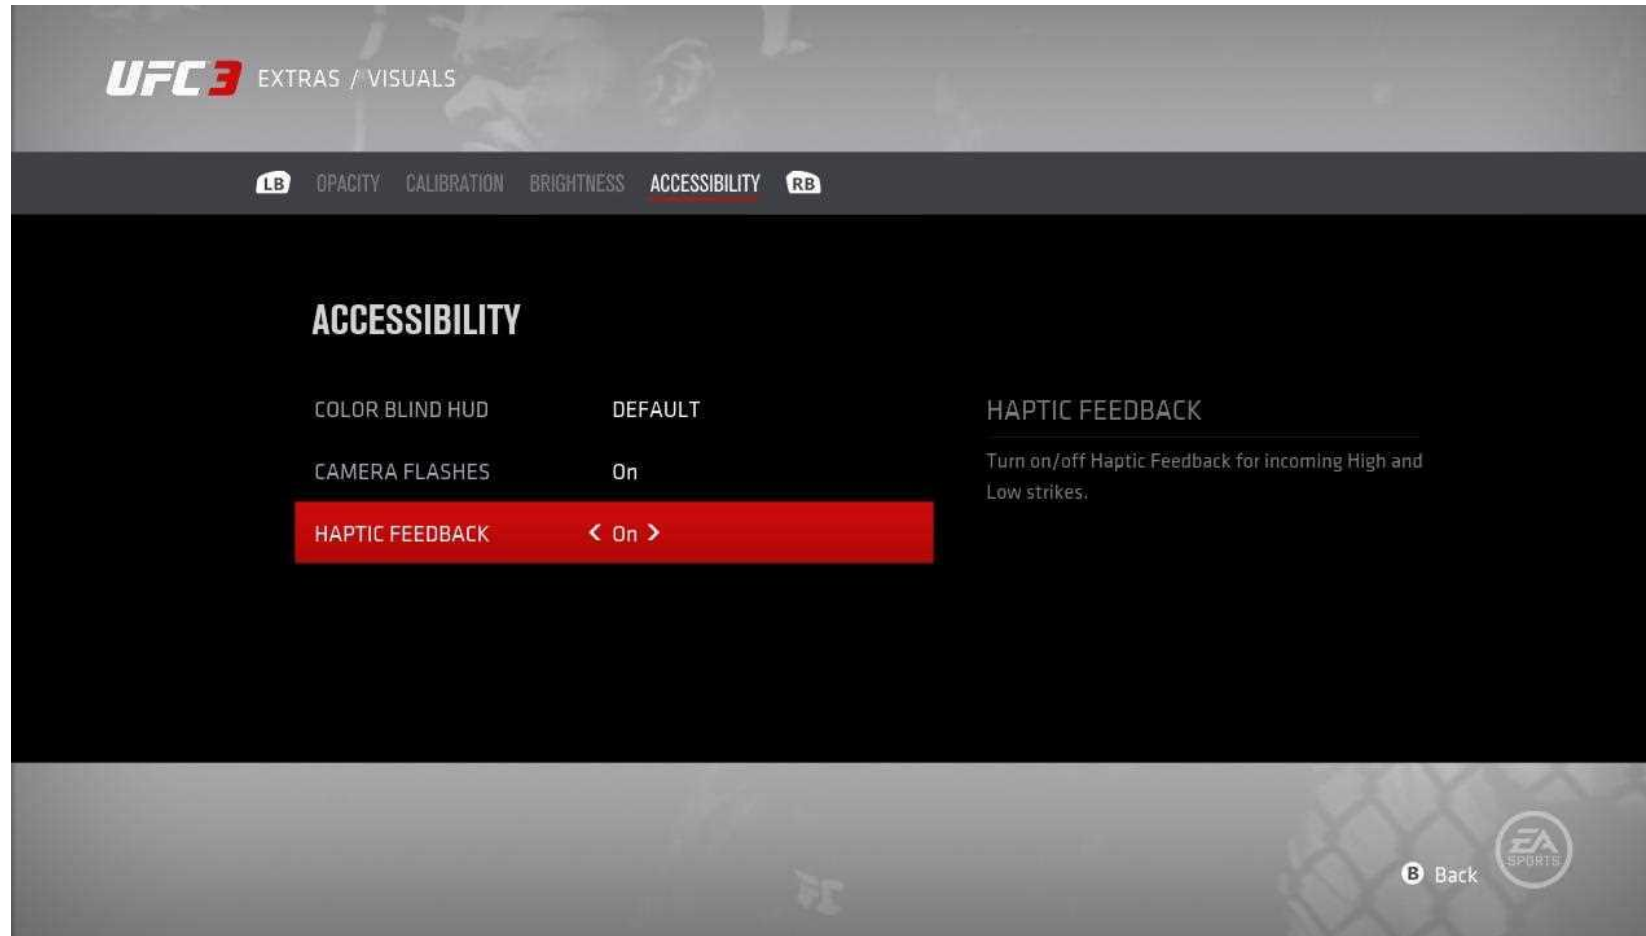 UFC 3 EXTRAS / VISUALS
LB OPACITY CALIBRATION BRIGHTNESS ACCESSIBILITY RB
ACCESSIBILITY
COLOR BLIND HUD DEFAULT
CAMERA FLASHES On
HAPTIC FEEDBACK < On >
HAPTIC FEEDBACK
Turn on/off Haptic Feedback for incoming High and
Low strikes.
B Back
EA
SPORTS